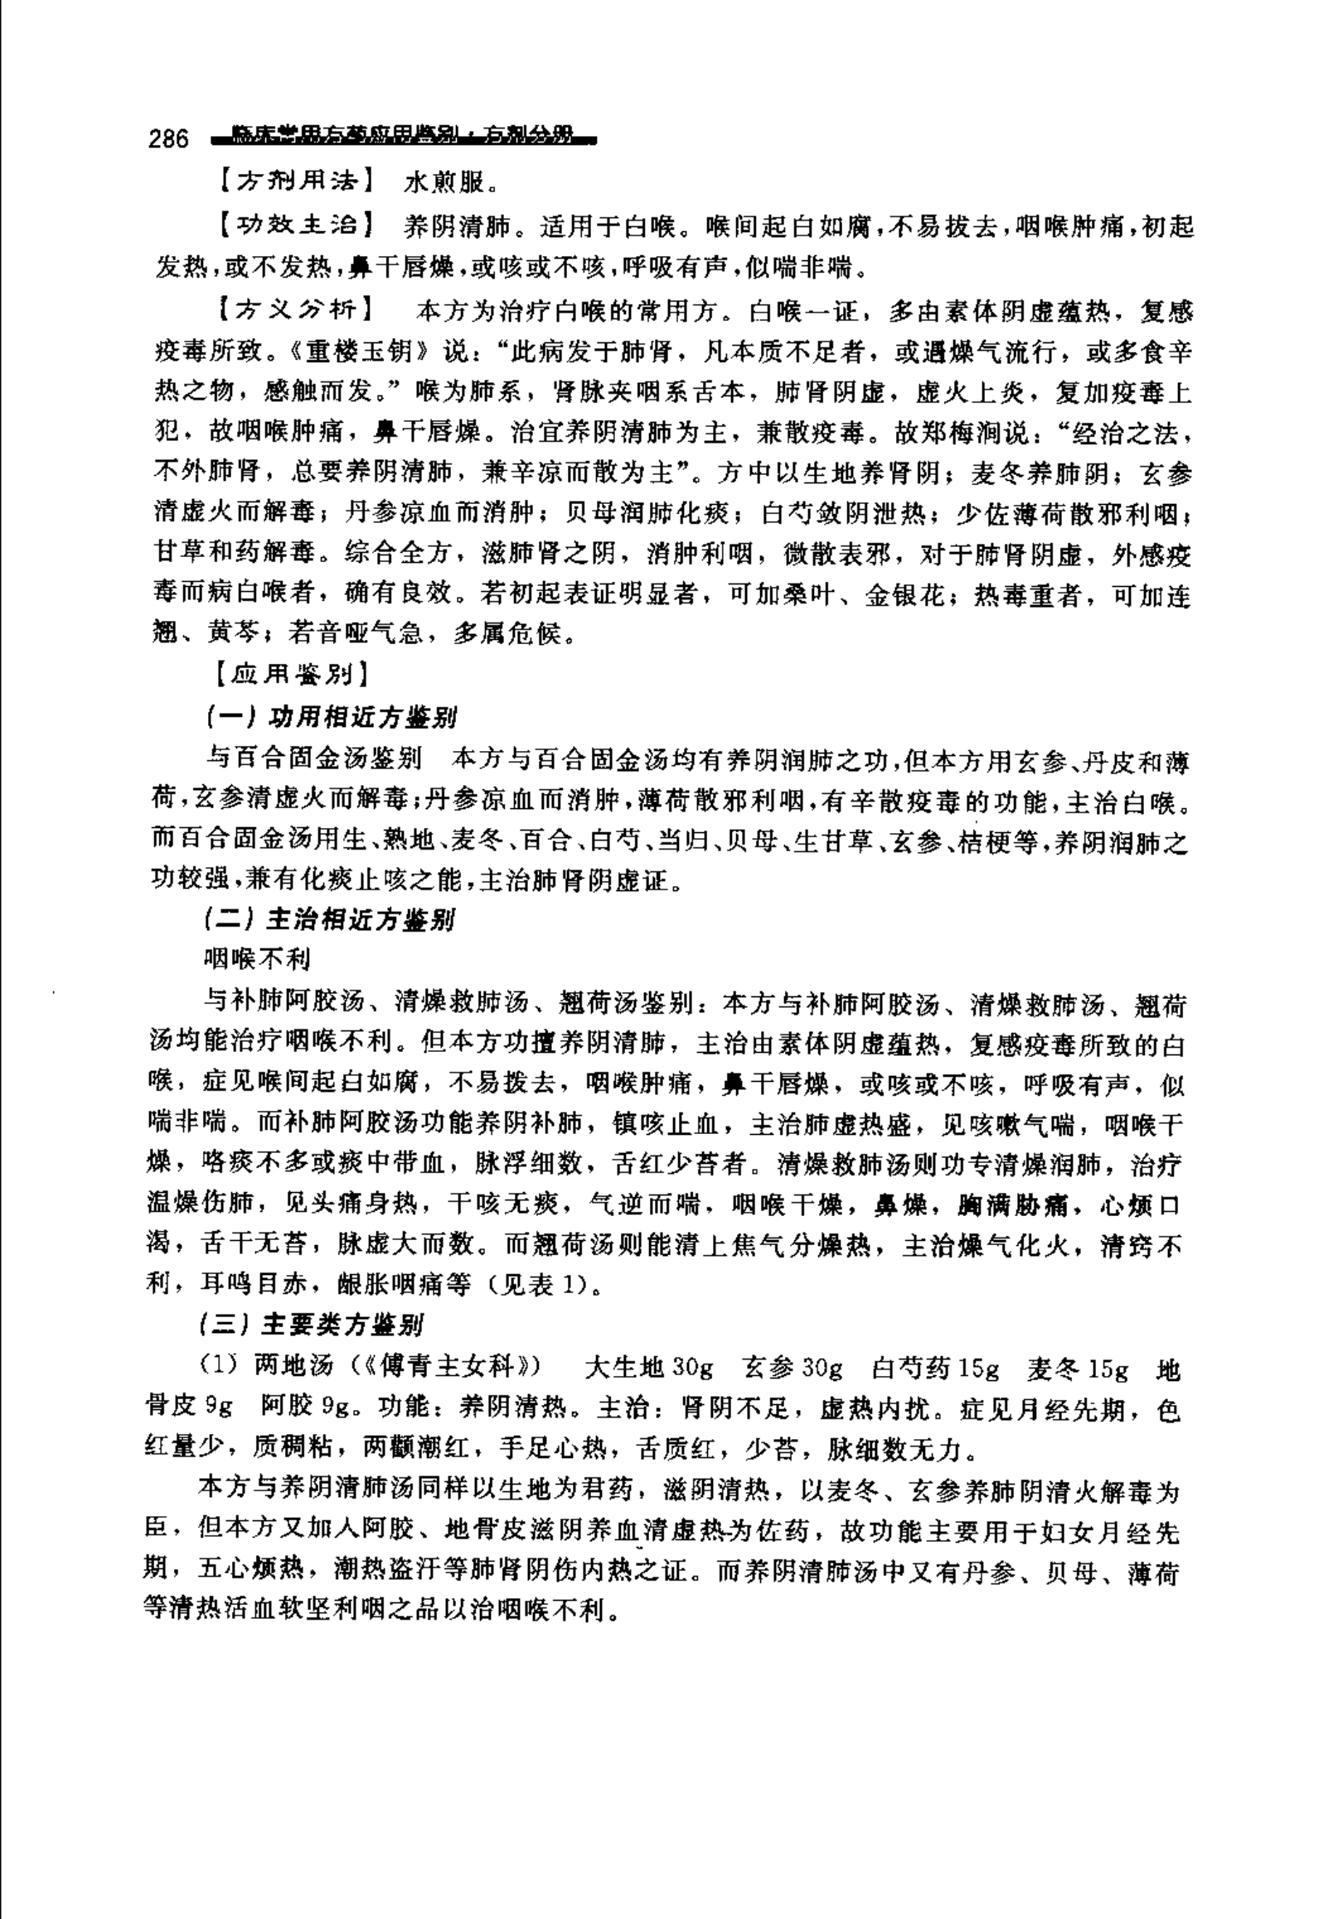 286 临床常用方药应用鉴别·方剂分册
【方剂用法】 水煎服。
【功效主治】 养阴清肺。适用于白喉。喉间起白如腐,不易拔去,咽喉肿痛,初起
发热,或不发热,鼻干唇燥,或咳或不咳,呼吸有声,似喘非喘。
【方义分析】 本方为治疗白喉的常用方。白喉一证，多由素体阴虚蕴热，复感
疫毒所致。《重楼玉钥》说：“此病发于肺肾，凡本质不足者，或遇燥气流行，或多食辛
热之物，感触而发。”喉为肺系，肾脉夹咽系舌本，肺肾阴虚，虚火上炎，复加疫毒上
犯，故咽喉肿痛，鼻干唇燥。治宜养阴清肺为主，兼散疫毒。故郑梅涧说：“经治之法，
不外肺肾，总要养阴清肺，兼辛凉而散为主”。方中以生地养肾阴；麦冬养肺阴；玄参
清虚火而解毒；丹参凉血而消肿；贝母润肺化痰；白芍敛阴泄热；少佐薄荷散邪利咽；
甘草和药解毒。综合全方，滋肺肾之阴，消肿利咽，微散表邪，对于肺肾阴虚，外感疫
毒而病白喉者，确有良效。若初起表证明显者，可加桑叶、金银花；热毒重者，可加连
翘、黄芩；若音哑气急，多属危候。
【应用鉴别】
(一) 功用相近方鉴别
与百合固金汤鉴别 本方与百合固金汤均有养阴润肺之功,但本方用玄参、丹皮和薄
荷,玄参清虚火而解毒;丹参凉血而消肿,薄荷散邪利咽,有辛散疫毒的功能,主治白喉。
而百合固金汤用生、熟地、麦冬、百合、白芍、当归、贝母、生甘草、玄参、桔梗等,养阴润肺之
功较强,兼有化痰止咳之能,主治肺肾阴虚证。
(二) 主治相近方鉴别
咽喉不利
与补肺阿胶汤、清燥救肺汤、翘荷汤鉴别：本方与补肺阿胶汤、清燥救肺汤、翘荷
汤均能治疗咽喉不利。但本方功擅养阴清肺，主治由素体阴虚蕴热，复感疫毒所致的白
喉，症见喉间起白如腐，不易拨去，咽喉肿痛，鼻干唇燥，或咳或不咳，呼吸有声，似
喘非喘。而补肺阿胶汤功能养阴补肺，镇咳止血，主治肺虚热盛，见咳嗽气喘，咽喉干
燥，咯痰不多或痰中带血，脉浮细数，舌红少苔者。清燥救肺汤则功专清燥润肺，治疗
温燥伤肺，见头痛身热，干咳无痰，气逆而喘，咽喉干燥，鼻燥，胸满胁痛，心烦口
渴，舌干无苔，脉虚大而数。而翘荷汤则能清上焦气分燥热，主治燥气化火，清窍不
利，耳鸣目赤，龈胀咽痛等（见表 1）。
(三) 主要类方鉴别
（1）两地汤（《傅青主女科》） 大生地 30g 玄参 30g 白芍药 15g 麦冬 15g 地
骨皮 9g 阿胶 9g。功能：养阴清热。主治：肾阴不足，虚热内扰。症见月经先期，色
红量少，质稠粘，两颧潮红，手足心热，舌质红，少苔，脉细数无力。
本方与养阴清肺汤同样以生地为君药，滋阴清热，以麦冬、玄参养肺阴清火解毒为
臣，但本方又加人阿胶、地骨皮滋阴养血清虚热为佐药，故功能主要用于妇女月经先
期，五心烦热，潮热盗汗等肺肾阴伤内热之证。而养阴清肺汤中又有丹参、贝母、薄荷
等清热活血软坚利咽之品以治咽喉不利。